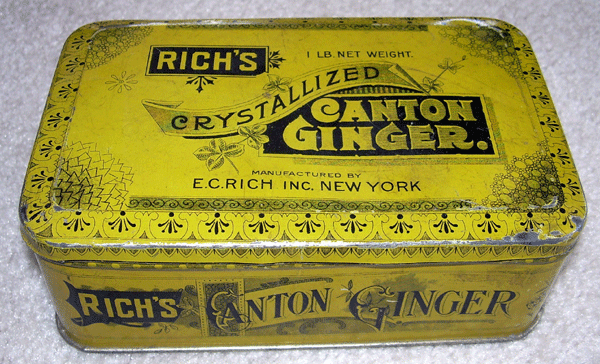 RICH'S
1 LB. NET WEIGHT.
CRYSTALLIZED
CANTON
GINGER.
MANUFACTURED BY
E.C. RICH INC. NEW YORK
RICH'S CANTON GINGER